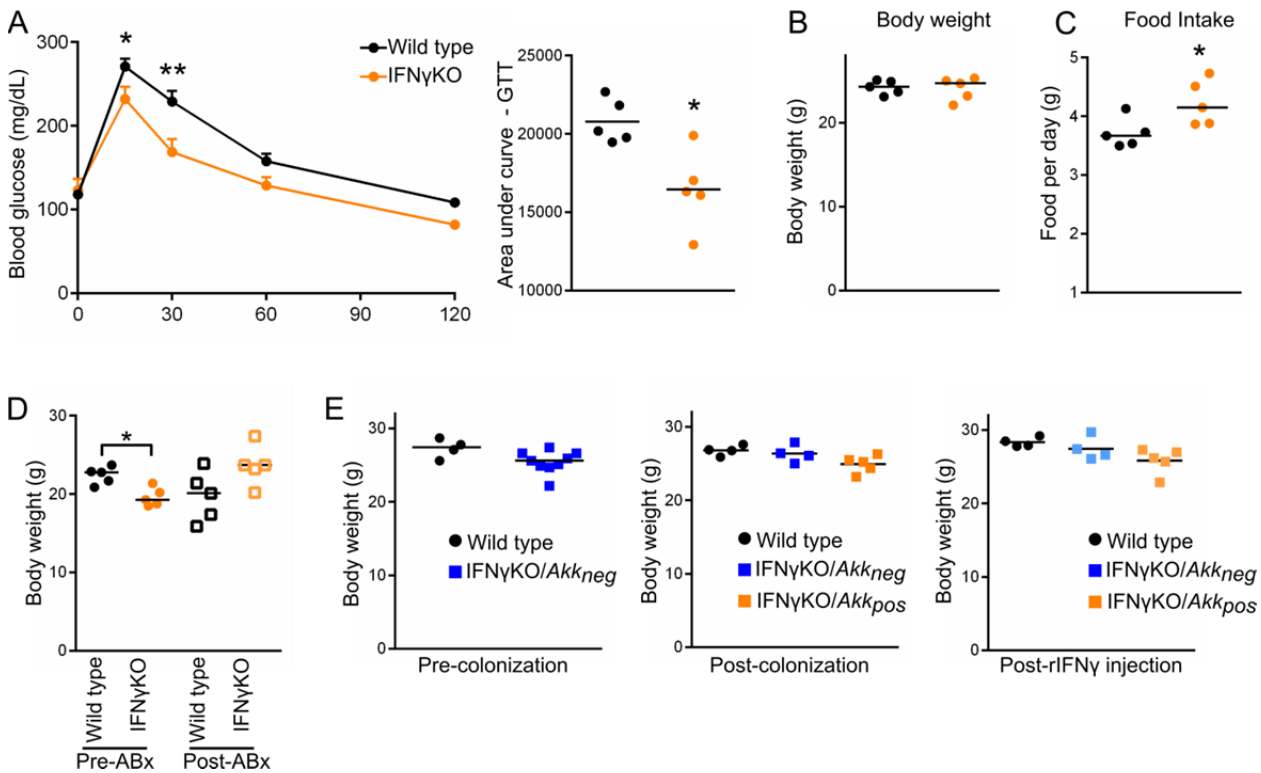 A
Blood glucose (mg/dL)
300
200
100
0
0 30 60 90 120
* **
Wild type
IFNγKO
Area under curve - GTT
25000
20000
15000
10000
*
B
Body weight
Body weight (g)
20
10
0
C
Food Intake
Food per day (g)
5
4
3
2
1
*
D
Body weight (g)
30
20
10
0
*
Wild type
IFNγKO
Wild type
IFNγKO
Pre-ABx
Post-ABx
E
Body weight (g)
30
20
10
0
Wild type
IFNγKO/Akkneg
Pre-colonization
Body weight (g)
30
20
10
0
Wild type
IFNγKO/Akkneg
IFNγKO/Akkpos
Post-colonization
Body weight (g)
30
20
10
0
Wild type
IFNγKO/Akkneg
IFNγKO/Akkpos
Post-rIFNγ injection